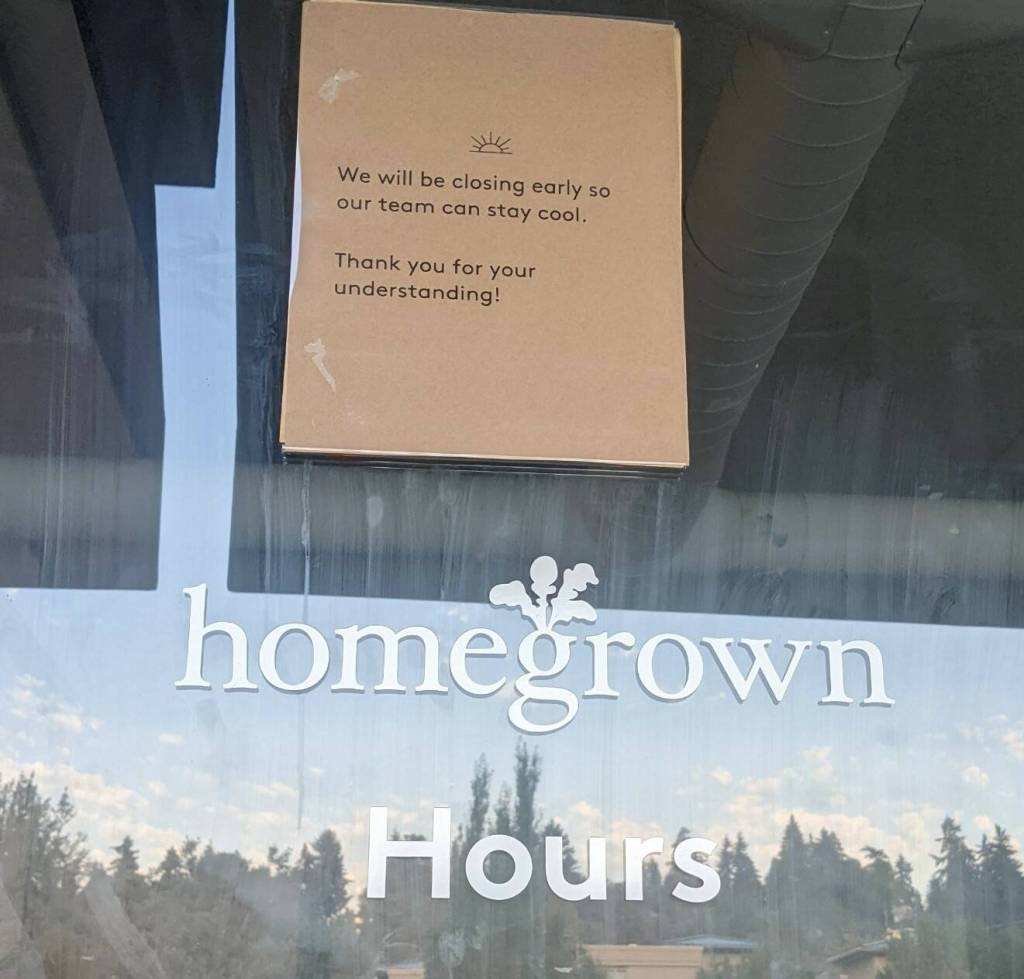 We will be closing early so
our team can stay cool.
Thank you for your
understanding!
homegrown
Hours